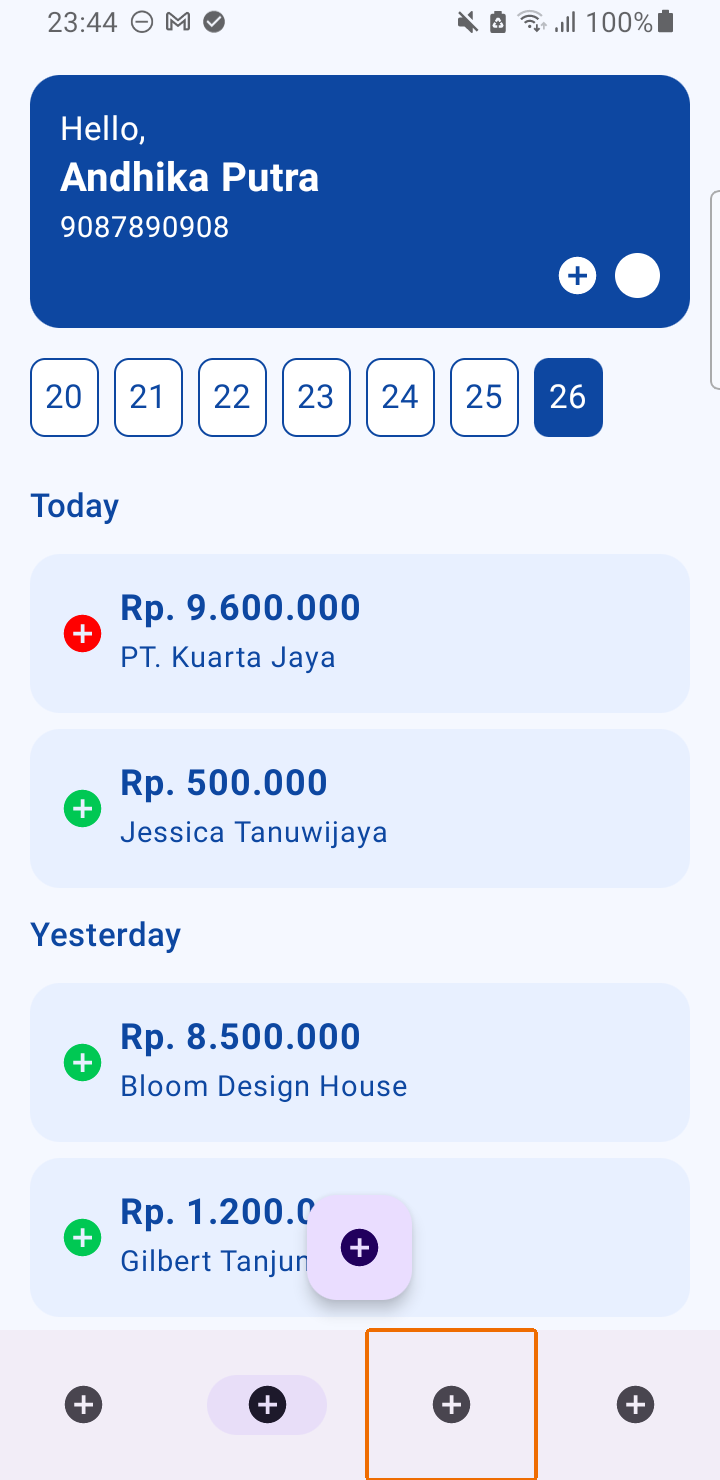 23:44
100%
Hello,
Andhika Putra
9087890908
20 21 22 23 24 25 26
Today
Rp. 9.600.000
PT. Kuarta Jaya
Rp. 500.000
Jessica Tanuwijaya
Yesterday
Rp. 8.500.000
Bloom Design House
Rp. 1.200.0
Gilbert Tanjun